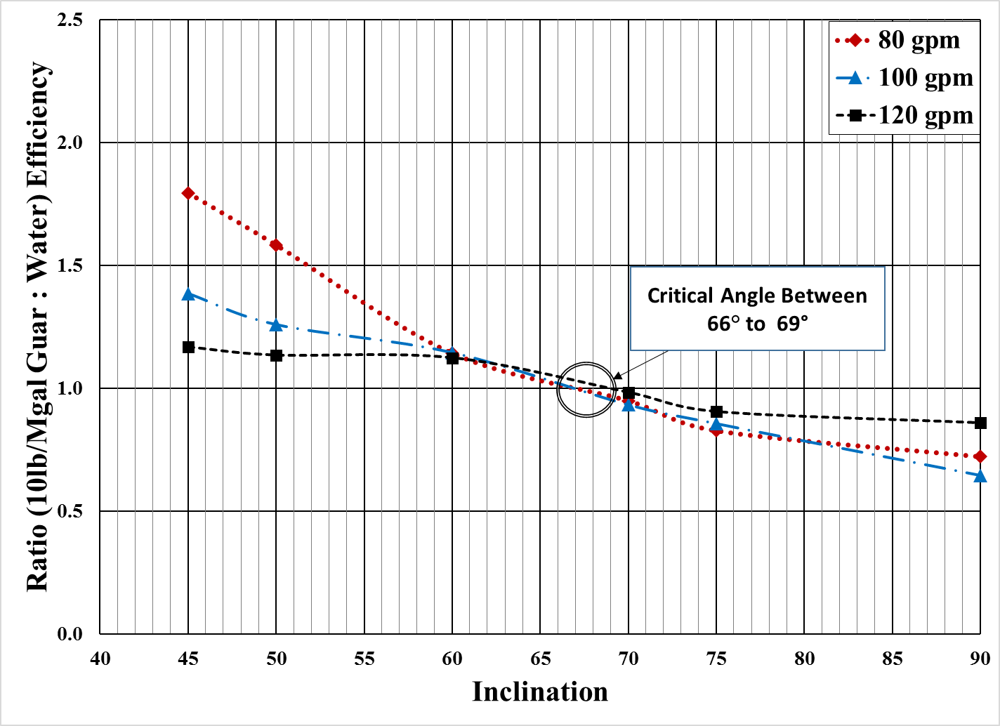 Ratio (10lb/Mgal Guar : Water) Efficiency
2.5
2.0
1.5
1.0
0.5
0.0
80 gpm
100 gpm
120 gpm
Critical Angle Between
66° to 69°
40 45 50 55 60 65 70 75 80 85 90
Inclination